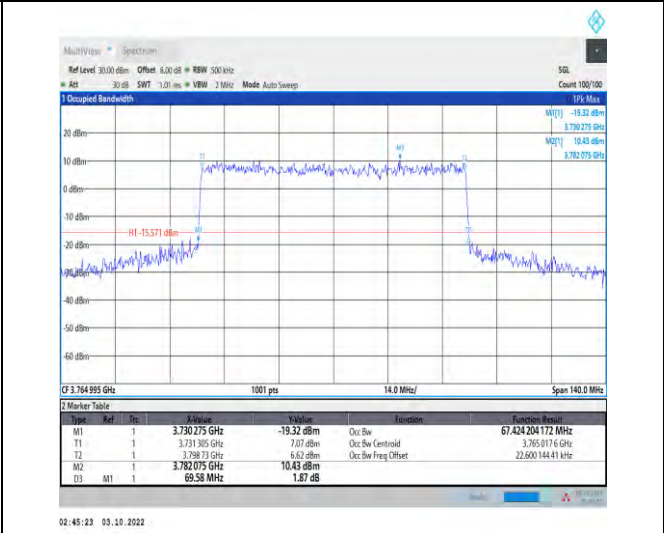 MultiView Spectrum
Ref Level 30.00 dBm Offset 8.00 dB RBW 500 kHz SGL
Att 30 dB SWT 1.01 ms VBW 2 MHz Mode Auto Sweep Count 100/100
1 Occupied Bandwidth 1Pk Max
M1[1] -19.32 dBm
3.730 275 GHz
M2[1] 10.43 dBm
3.782 075 GHz
20 dBm
M2
T1
10 dBm
0 dBm
-10 dBm
H1 -15.571 dBm
-20 dBm
-30 dBm
-40 dBm
-50 dBm
-60 dBm
CF 3.764 995 GHz 1001 pts 14.0 MHz/ Span 140.0 MHz
2 Marker Table
Type Ref Trc X-Value Y-Value Function Function Result
M1 1 3.730 275 GHz -19.32 dBm Occ Bw 67.424 204 172 MHz
T1 1 3.731 305 GHz 7.07 dBm Occ Bw Centroid 3.765 017 6 GHz
T2 1 3.798 73 GHz 6.62 dBm Occ Bw Freq Offset 22.600 144 41 kHz
M2 1 3.782 075 GHz 10.43 dBm
D3 M1 1 69.58 MHz 1.87 dB
02:45:23 03.10.2022